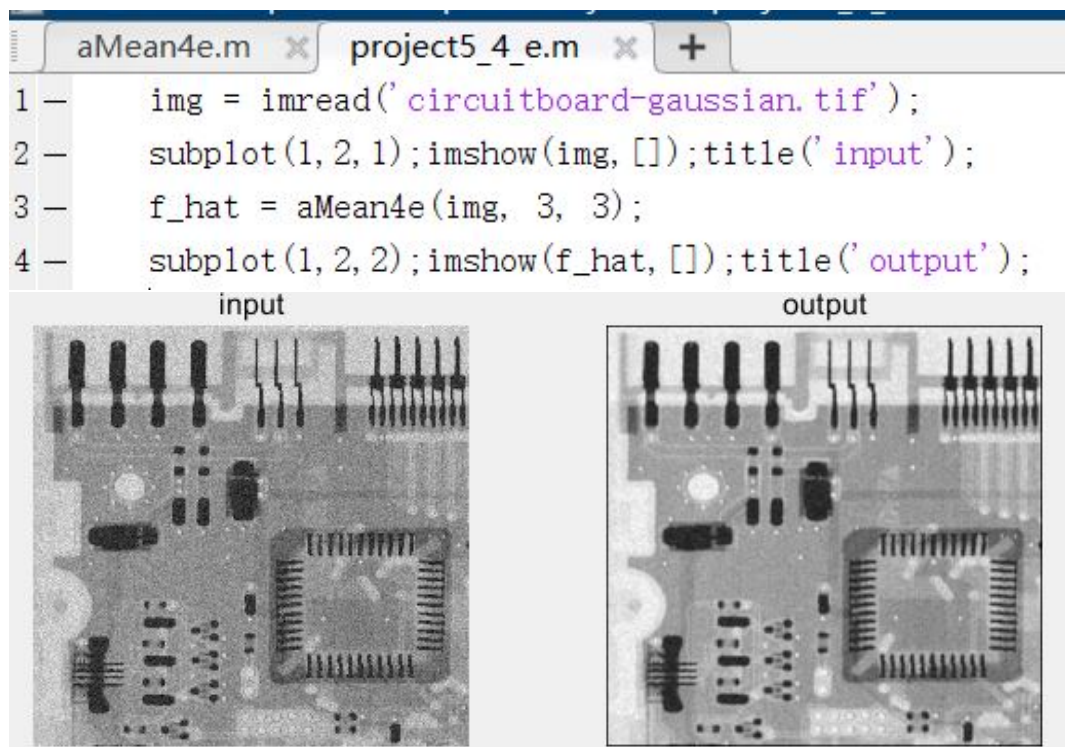 aMean4e.m × project5_4_e.m × +
1 — img = imread('circuitboard-gaussian.tif');
2 — subplot(1,2,1);imshow(img,[]);title('input');
3 — f_hat = aMean4e(img, 3, 3);
4 — subplot(1,2,2);imshow(f_hat,[]);title('output');
input output